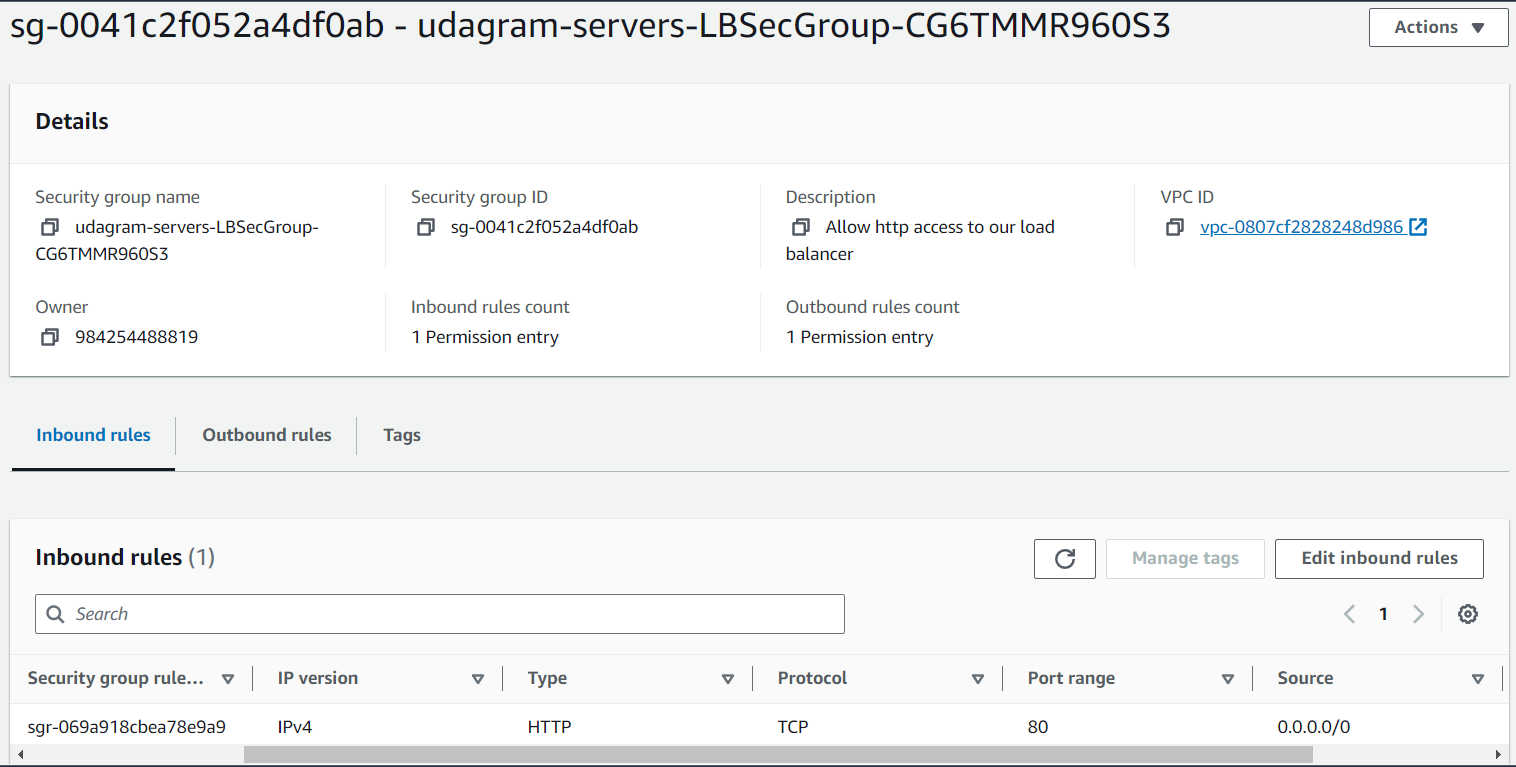 sg-0041c2f052a4df0ab - udagram-servers-LBSecGroup-CG6TMMR960S3
Actions
Details
Security group name
udagram-servers-LBSecGroup-
CG6TMMR960S3
Security group ID
sg-0041c2f052a4df0ab
Description
Allow http access to our load
balancer
VPC ID
vpc-0807cf2828248d986
Owner
984254488819
Inbound rules count
1 Permission entry
Outbound rules count
1 Permission entry
Inbound rules
Outbound rules
Tags
Inbound rules (1)
Manage tags
Edit inbound rules
Search
1
Security group rule... IP version Type Protocol Port range Source
sgr-069a918cbea78e9a9 IPv4 HTTP TCP 80 0.0.0.0/0